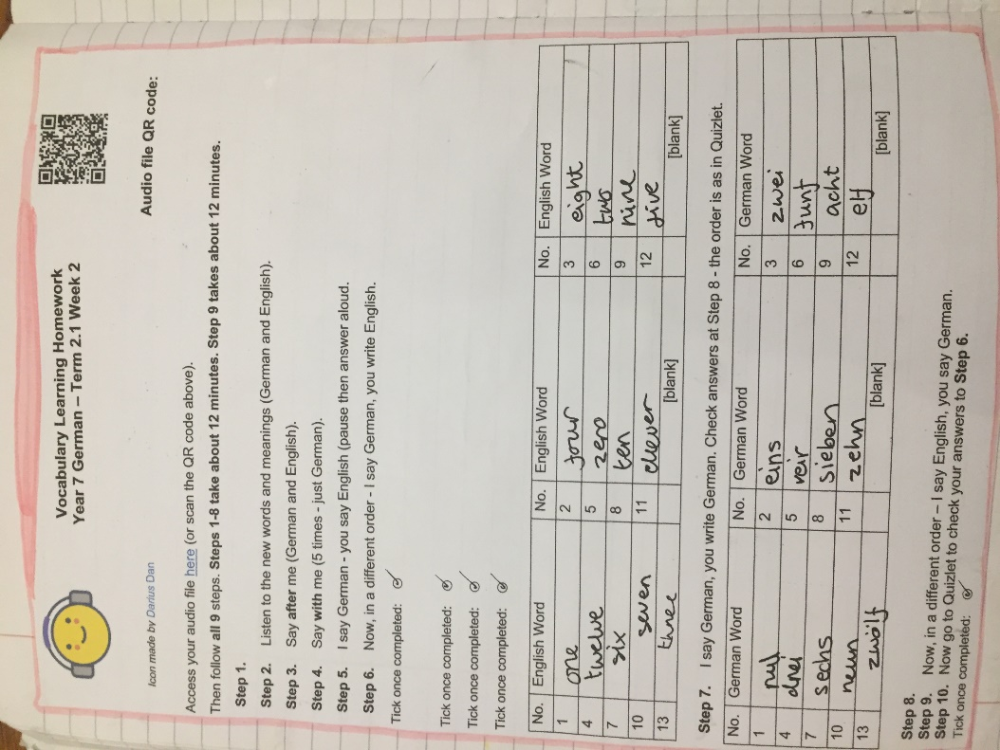 Vocabulary Learning Homework
Year 7 German – Term 2.1 Week 2
Icon made by Darius Dan
Audio file QR code:
Access your audio file here (or scan the QR code above).
Then follow all 9 steps. Steps 1-8 take about 12 minutes. Step 9 takes about 12 minutes.
Step 1.
Step 2. Listen to the new words and meanings (German and English).
Step 3. Say after me (German and English).
Step 4. Say with me (5 times - just German).
Step 5. I say German - you say English (pause then answer aloud.
Step 6. Now, in a different order - I say German, you write English.
Tick once completed:
Tick once completed:
Tick once completed:
Tick once completed:
No. English Word No. English Word No. English Word
1 one 2 four 3 eight
4 twelve 5 zero 6 two
7 six 8 ten 9 nine
10 seven 11 eleven 12 five
13 three [blank] [blank]
Step 7. I say German, you write German. Check answers at Step 8 - the order is as in Quizlet.
No. German Word No. German Word No. German Word
1 nul 2 eins 3 zwei
4 drei 5 veir 6 funf
7 sechs 8 sieben 9 acht
10 neun 11 zehn 12 elf
13 zwölf [blank] [blank]
Step 8.
Step 9. Now, in a different order – I say English, you say German.
Step 10. Now go to Quizlet to check your answers to Step 6.
Tick once completed: